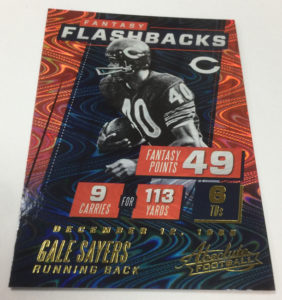 FANTASY
FLASHBACKS
C
40
FANTASY
POINTS 49
9
CARRIES
FOR
113
YARDS
6
TDs
DECEMBER 12, 1965
GALE SAYERS
RUNNING BACK
Absolute
FOOTBALL